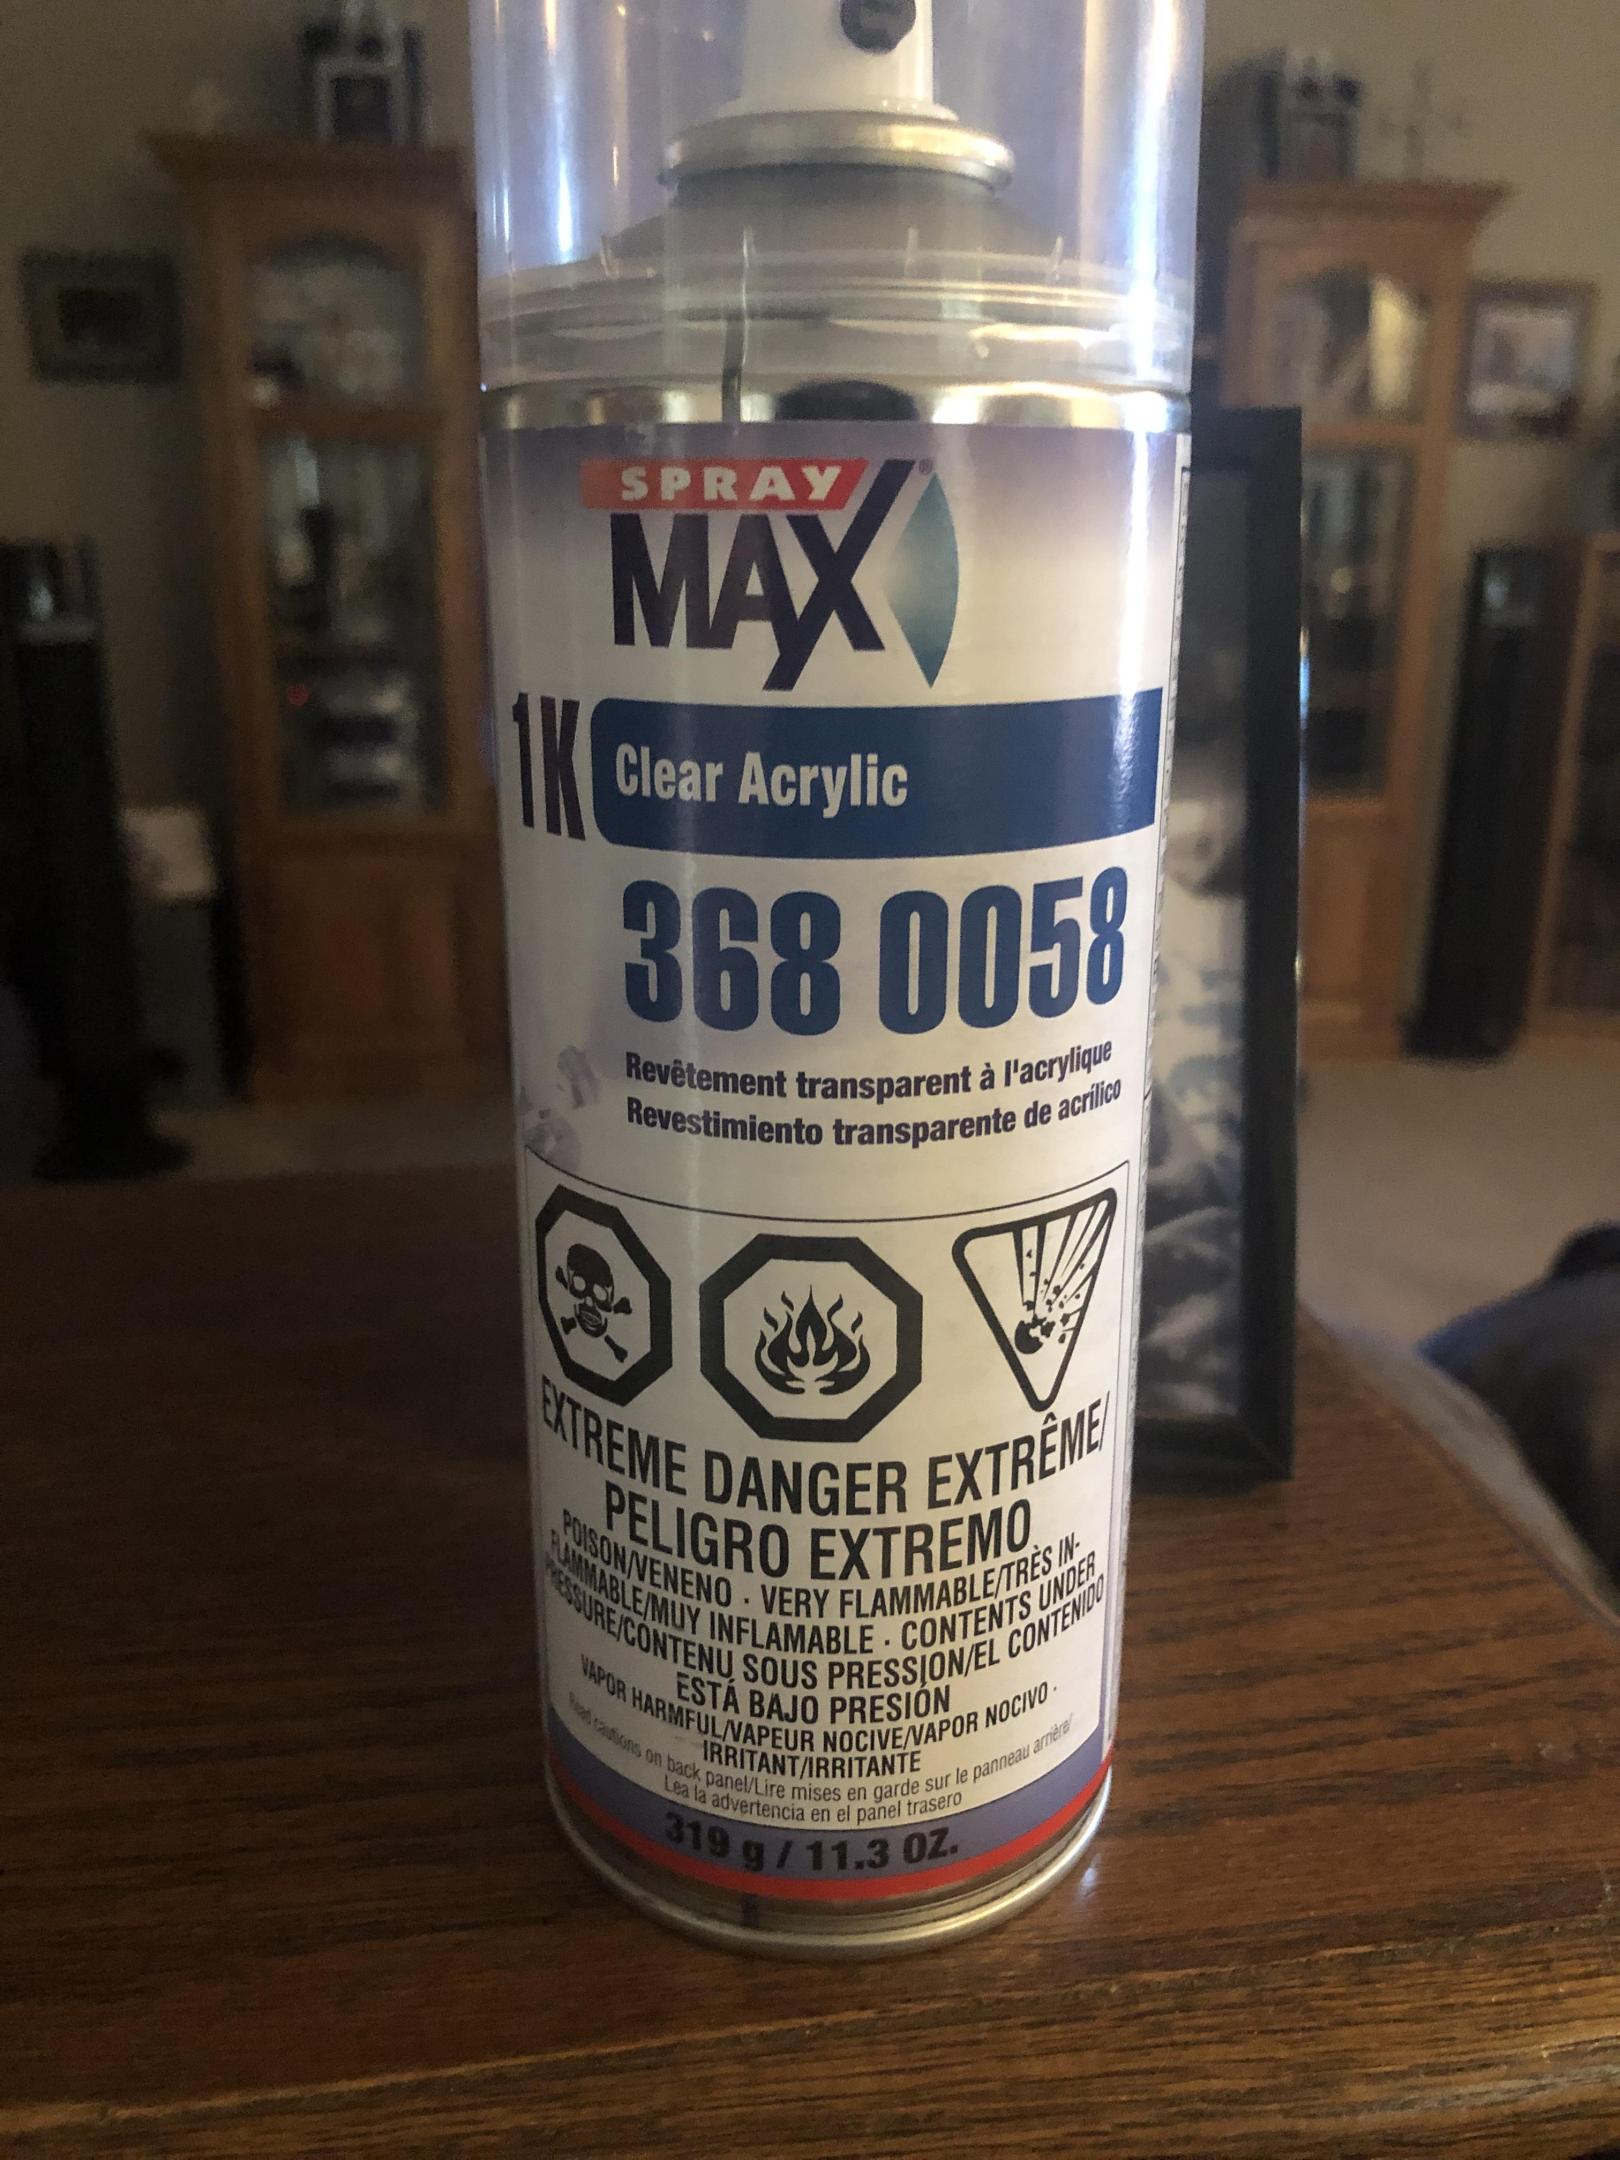 SPRAY
MAX®
1K Clear Acrylic
368 0058
Revêtement transparent à l'acrylique
Revestimiento transparente de acrílico
EXTREME DANGER EXTRÊME/
PELIGRO EXTREMO
POISON/VENENO · VERY FLAMMABLE/TRÈS IN-
FLAMMABLE/MUY INFLAMABLE · CONTENTS UNDER
PRESSURE/CONTENU SOUS PRESSION/EL CONTENIDO
ESTÁ BAJO PRESIÓN
VAPOR HARMFUL/VAPEUR NOCIVE/VAPOR NOCIVO ·
IRRITANT/IRRITANTE
Read cautions on back panel/Lire mises en garde sur le panneau arrière/
Lea la advertencia en el panel trasero
319 g / 11.3 OZ.